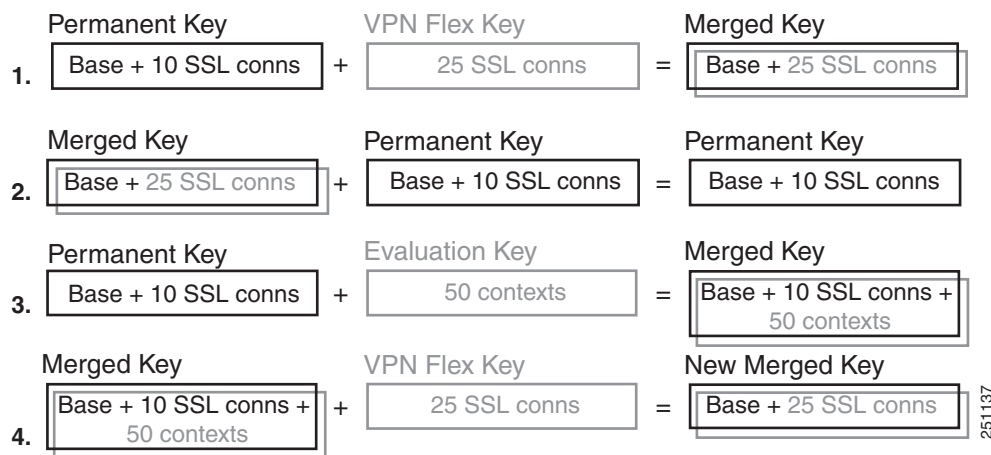 Permanent Key VPN Flex Key Merged Key
1. Base + 10 SSL conns + 25 SSL conns = Base + 25 SSL conns
Merged Key Permanent Key Permanent Key
2. Base + 25 SSL conns + Base + 10 SSL conns = Base + 10 SSL conns
Permanent Key Evaluation Key Merged Key
3. Base + 10 SSL conns + 50 contexts = Base + 10 SSL conns +
50 contexts
Merged Key VPN Flex Key New Merged Key
Base + 10 SSL conns + + 25 SSL conns = Base + 25 SSL conns
4. 50 contexts
251137